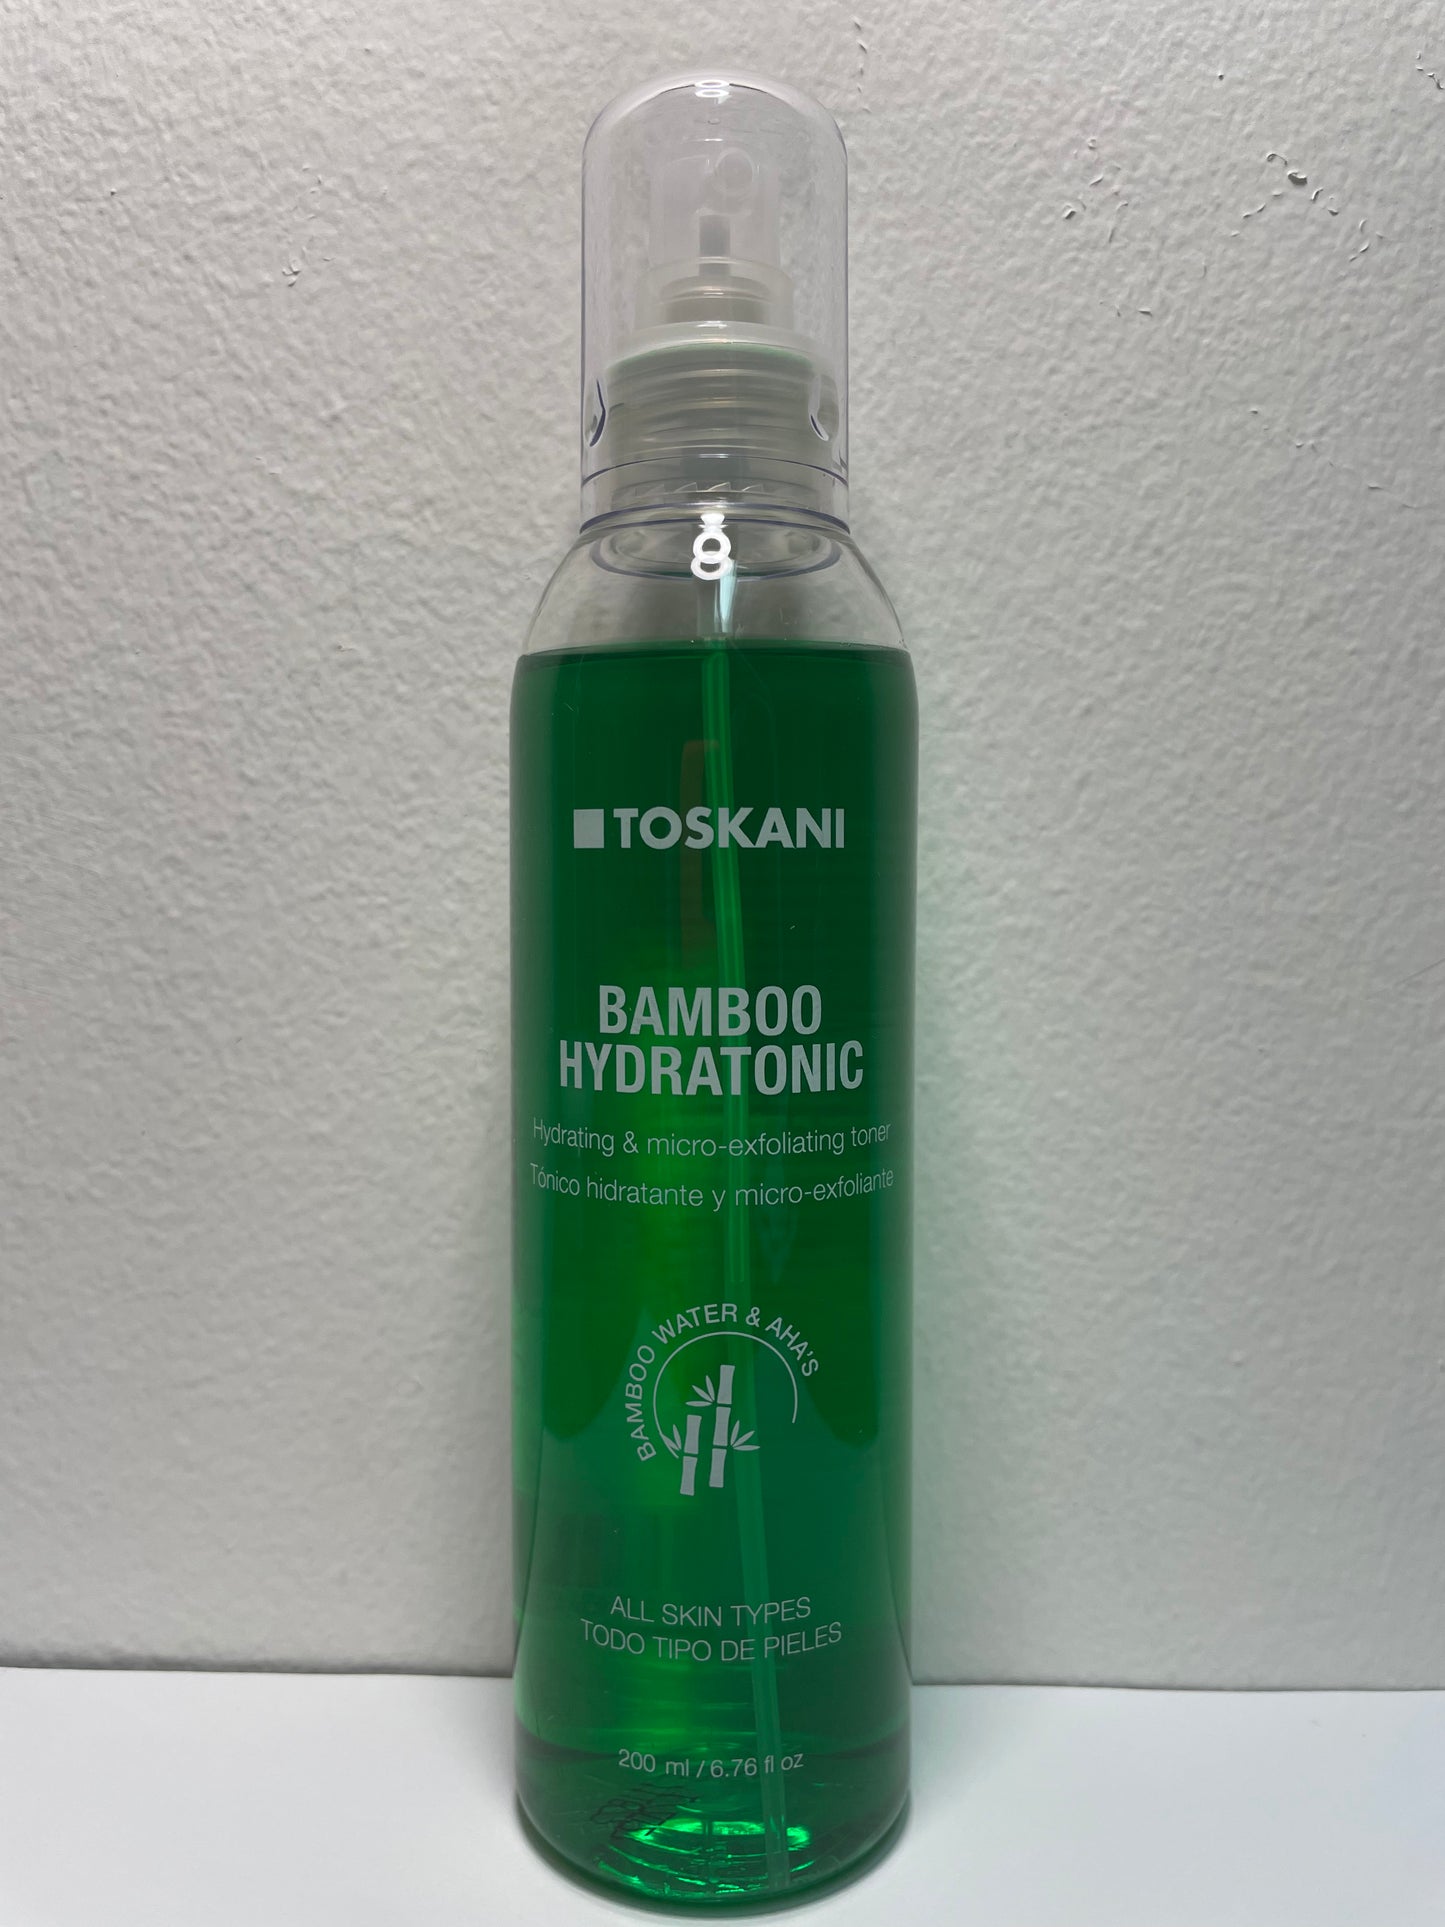 TOSKANI
BAMBOO
HYDRATONIC
Hydrating & micro-exfoliating toner
Tónico hidratante y micro-exfoliante
BAMBOO WATER & AHA'S
ALL SKIN TYPES
TODO TIPO DE PIELES
200 ml / 6.76 fl oz